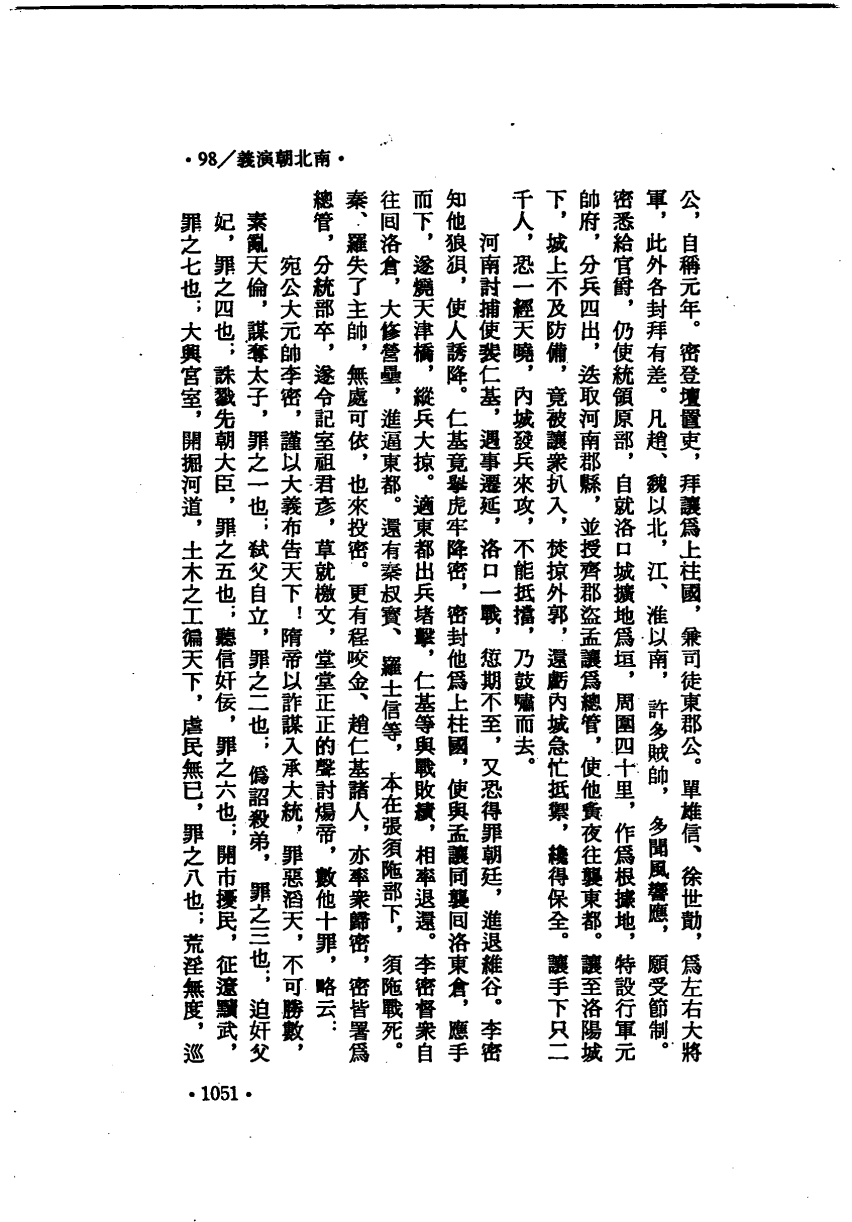 ·98/義演朝北南·
公，自稱元年。密登壇置吏，拜讓爲上柱國，兼司徒東郡公。單雄信、徐世勣，爲左右大將
軍，此外各封拜有差。凡趙、魏以北，江、淮以南，許多賊帥，多聞風響應，願受節制。
密悉給官爵，仍使統領原部，自就洛口城擴地爲垣，周圍四十里，作爲根據地，特設行軍元
帥府，分兵四出，迭取河南郡縣，並授齊郡盜孟讓爲總管，使他夤夜往襲東都。讓至洛陽城
下，城上不及防備，竟被讓衆扒入，焚掠外郭，還虧內城急忙抵禦，纔得保全。讓手下只二
千人，恐一經天曉，內城發兵來攻，不能抵擋，乃鼓嘯而去。
河南討捕使裴仁基，遇事遷延，洛口一戰，愆期不至，又恐得罪朝廷，進退維谷。李密
知他狼狽，使人誘降。仁基竟舉虎牢降密，密封他爲上柱國，使與孟讓同襲回洛東倉，應手
而下，遂燒天津橋，縱兵大掠。適東都出兵堵擊，仁基等與戰敗績，相率退還。李密督衆自
往回洛倉，大修營壘，進逼東都。還有秦叔寶、羅士信等，本在張須陁部下，須陁戰死。
秦、羅失了主帥，無處可依，也來投密。更有程咬金、趙仁基諸人，亦率衆歸密，密皆署爲
總管，分統部卒，遂令記室祖君彥，草就檄文，堂堂正正的聲討煬帝，數他十罪，略云：
宛公大元帥李密，謹以大義布告天下！隋帝以詐謀入承大統，罪惡滔天，不可勝數，
紊亂天倫，謀奪太子，罪之一也；弒父自立，罪之二也；僞詔殺弟，罪之三也；迫奸父
妃，罪之四也；誅戮先朝大臣，罪之五也；聽信奸佞，罪之六也；開市擾民，征遼黷武，
罪之七也；大興宮室，開掘河道，土木之工徧天下，虐民無已，罪之八也；荒淫無度，巡
·1051·